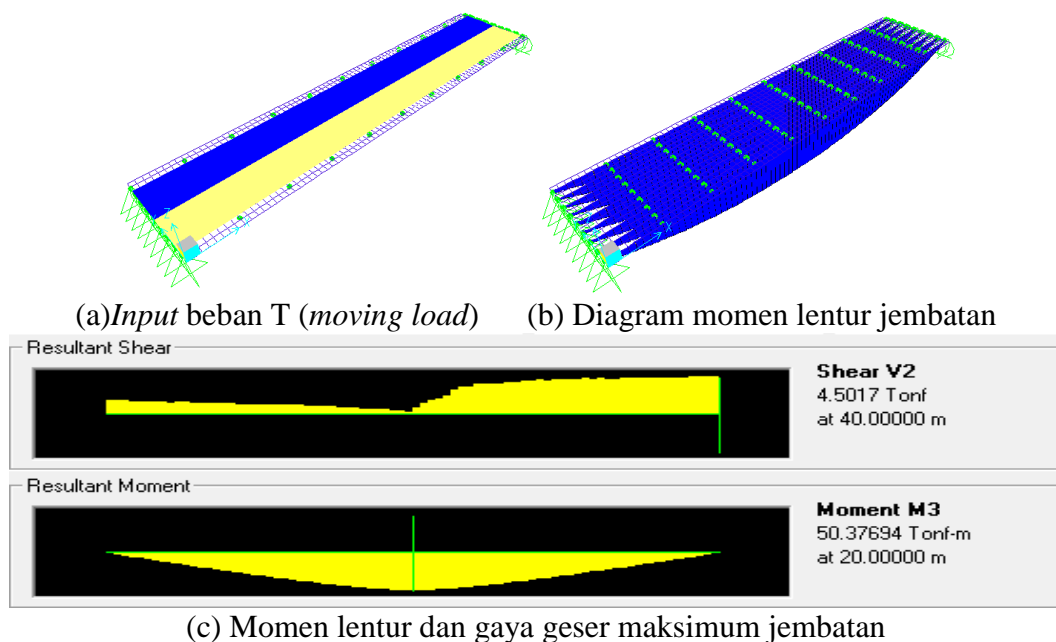 (a)Input beban T (moving load)
(b) Diagram momen lentur jembatan
Resultant Shear
Shear V2
4.5017 Tonf
at 40.00000 m
Resultant Moment
Moment M3
50.37694 Tonf-m
at 20.00000 m
(c) Momen lentur dan gaya geser maksimum jembatan